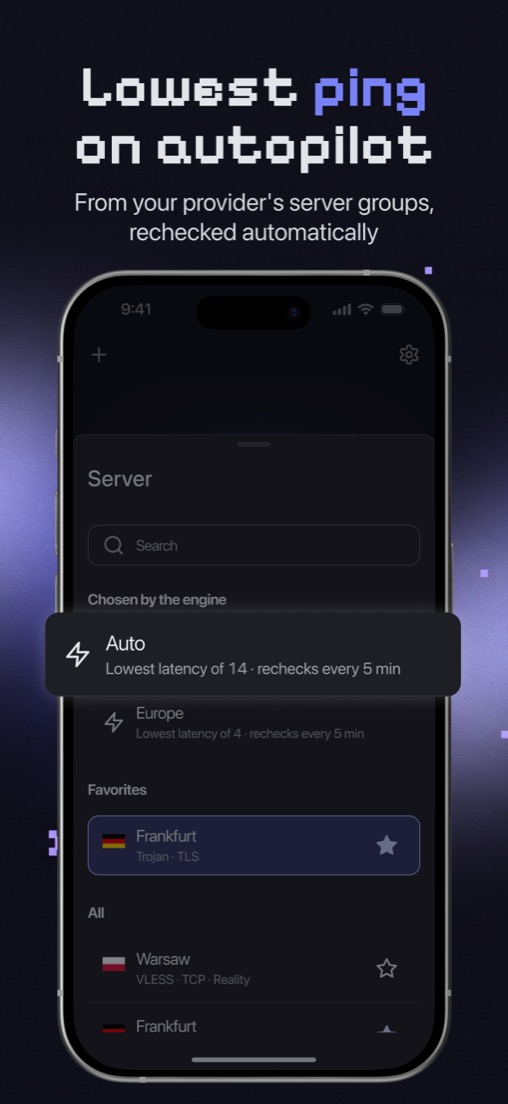 Lowest ping
on autopilot
From your provider's server groups,
rechecked automatically
9:41
Server
Search
Chosen by the engine
Auto
Lowest latency of 14 · rechecks every 5 min
Europe
Lowest latency of 4 · rechecks every 5 min
Favorites
Frankfurt
Trojan · TLS
All
Warsaw
VLESS · TCP · Reality
Frankfurt